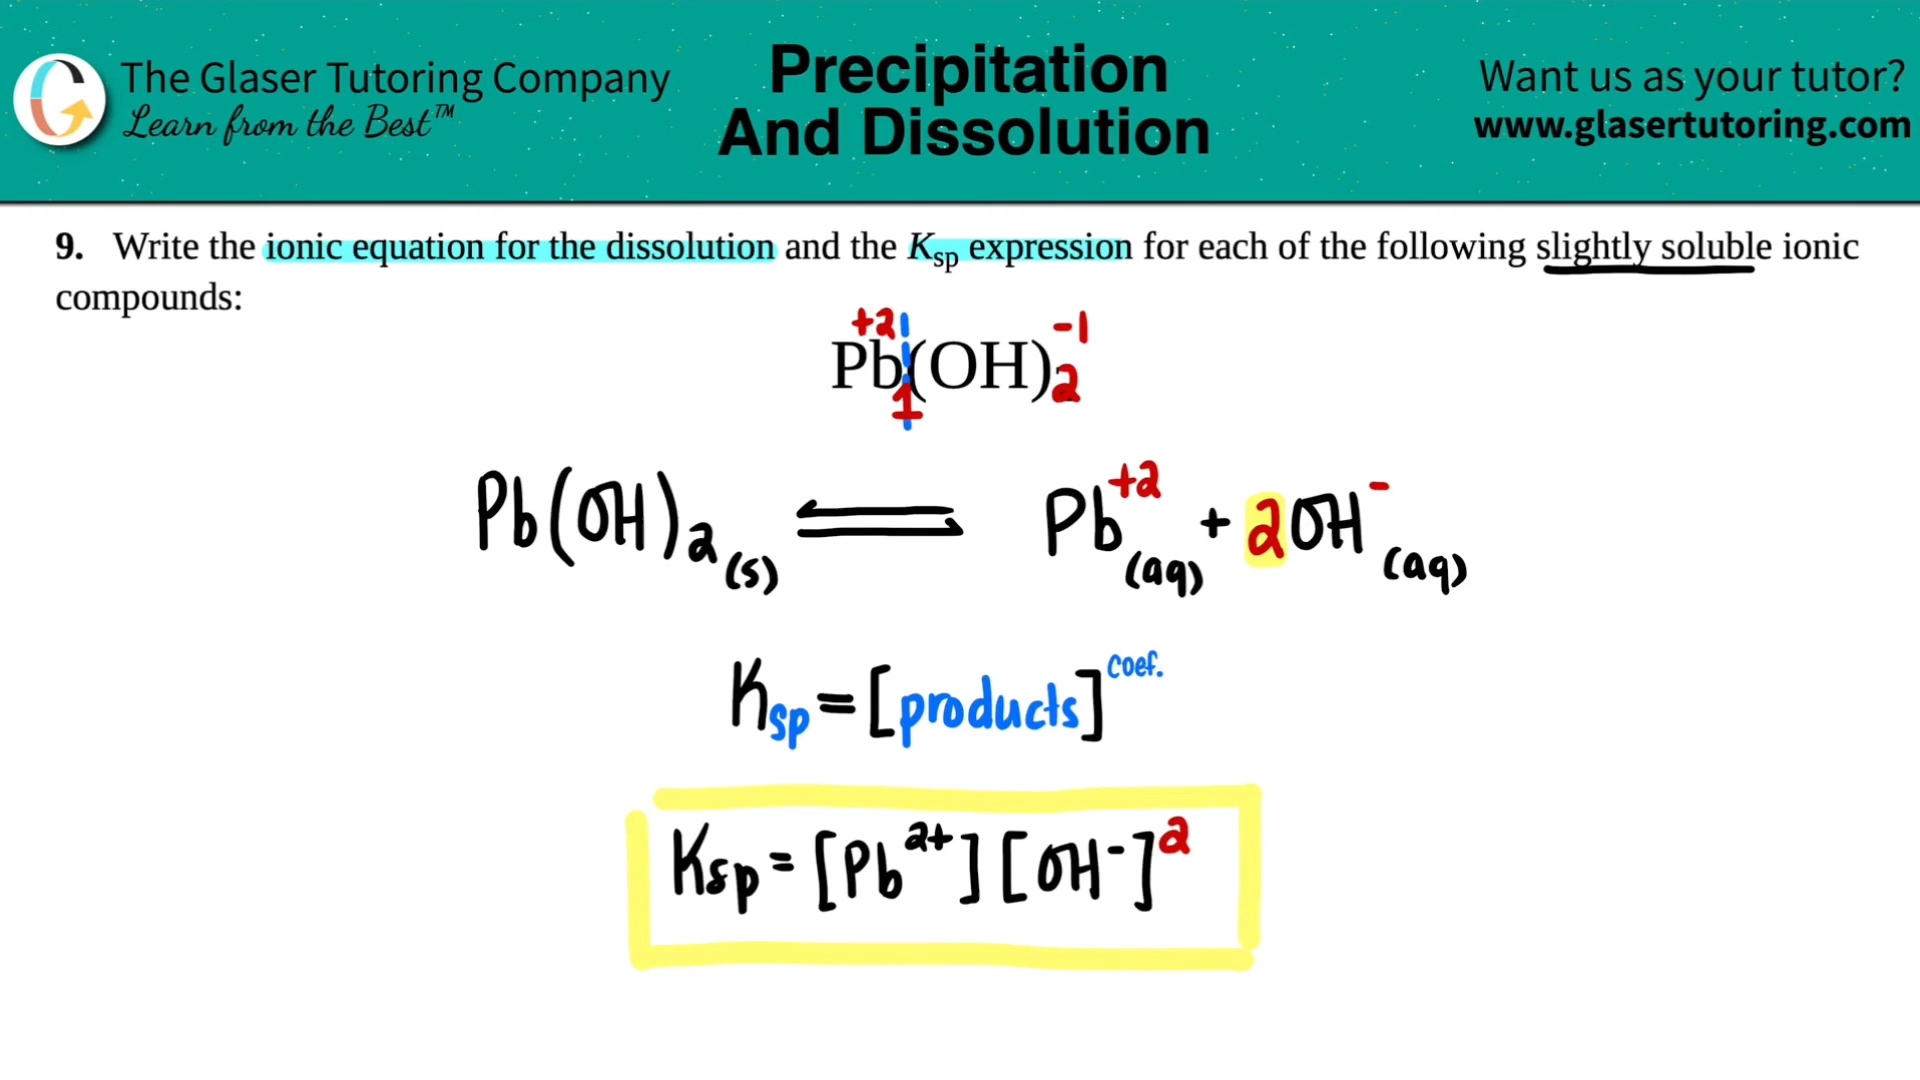 The Glaser Tutoring Company
Learn from the Best™
Precipitation
And Dissolution
Want us as your tutor?
www.glasertutoring.com
9. Write the ionic equation for the dissolution and the Ksp expression for each of the following slightly soluble ionic
compounds:
+2 -1
Pb(OH)2
1
Pb(OH)2(s) ⇌ Pb+2(aq) + 2OH-(aq)
Ksp = [products]coef.
Ksp = [Pb2+][OH-]2